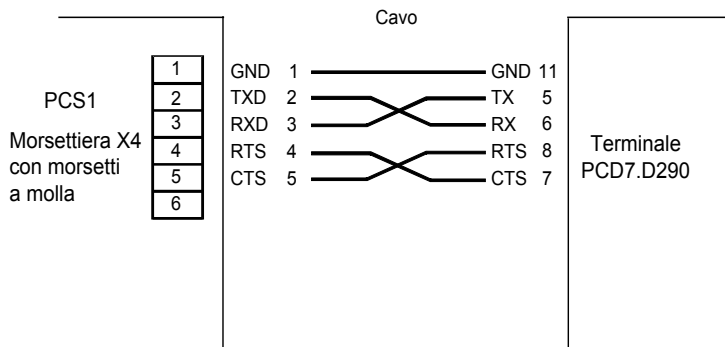 Cavo
PCS1
Morsettiera X4
con morsetti
a molla
1
2
3
4
5
6
GND 1 GND 11
TXD 2 TX 5
RXD 3 RX 6
RTS 4 RTS 8
CTS 5 CTS 7
Terminale
PCD7.D290